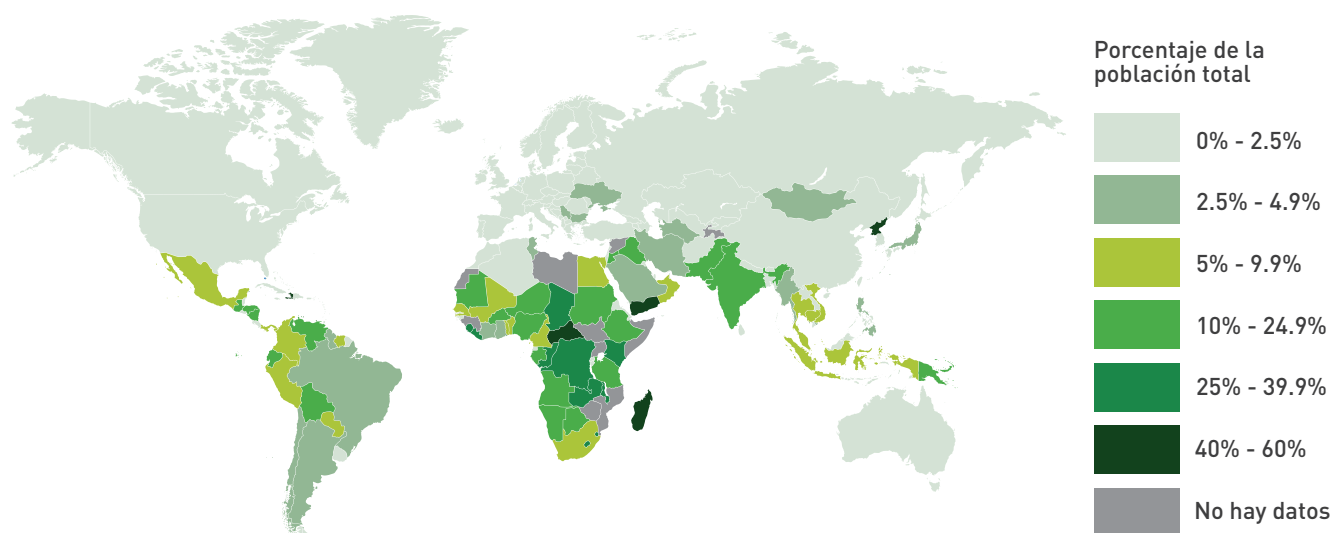 Porcentaje de la
población total
0% - 2.5%
2.5% - 4.9%
5% - 9.9%
10% - 24.9%
25% - 39.9%
40% - 60%
No hay datos